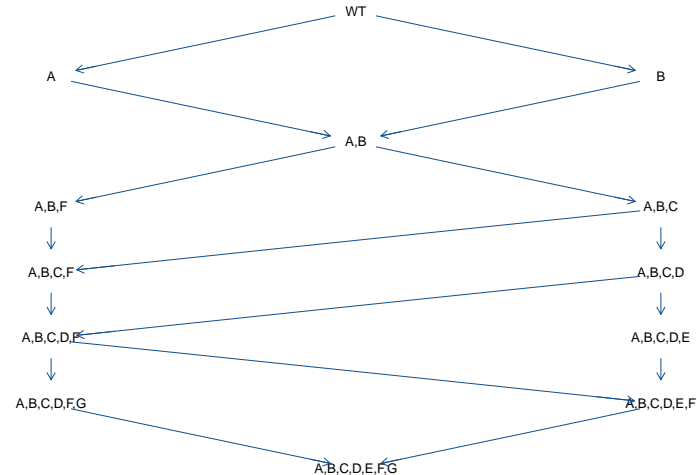 WT
A
B
A,B
A,B,F
A,B,C
A,B,C,F
A,B,C,D
A,B,C,D,F
A,B,C,D,E
A,B,C,D,F,G
A,B,C,D,E,F
A,B,C,D,E,F,G